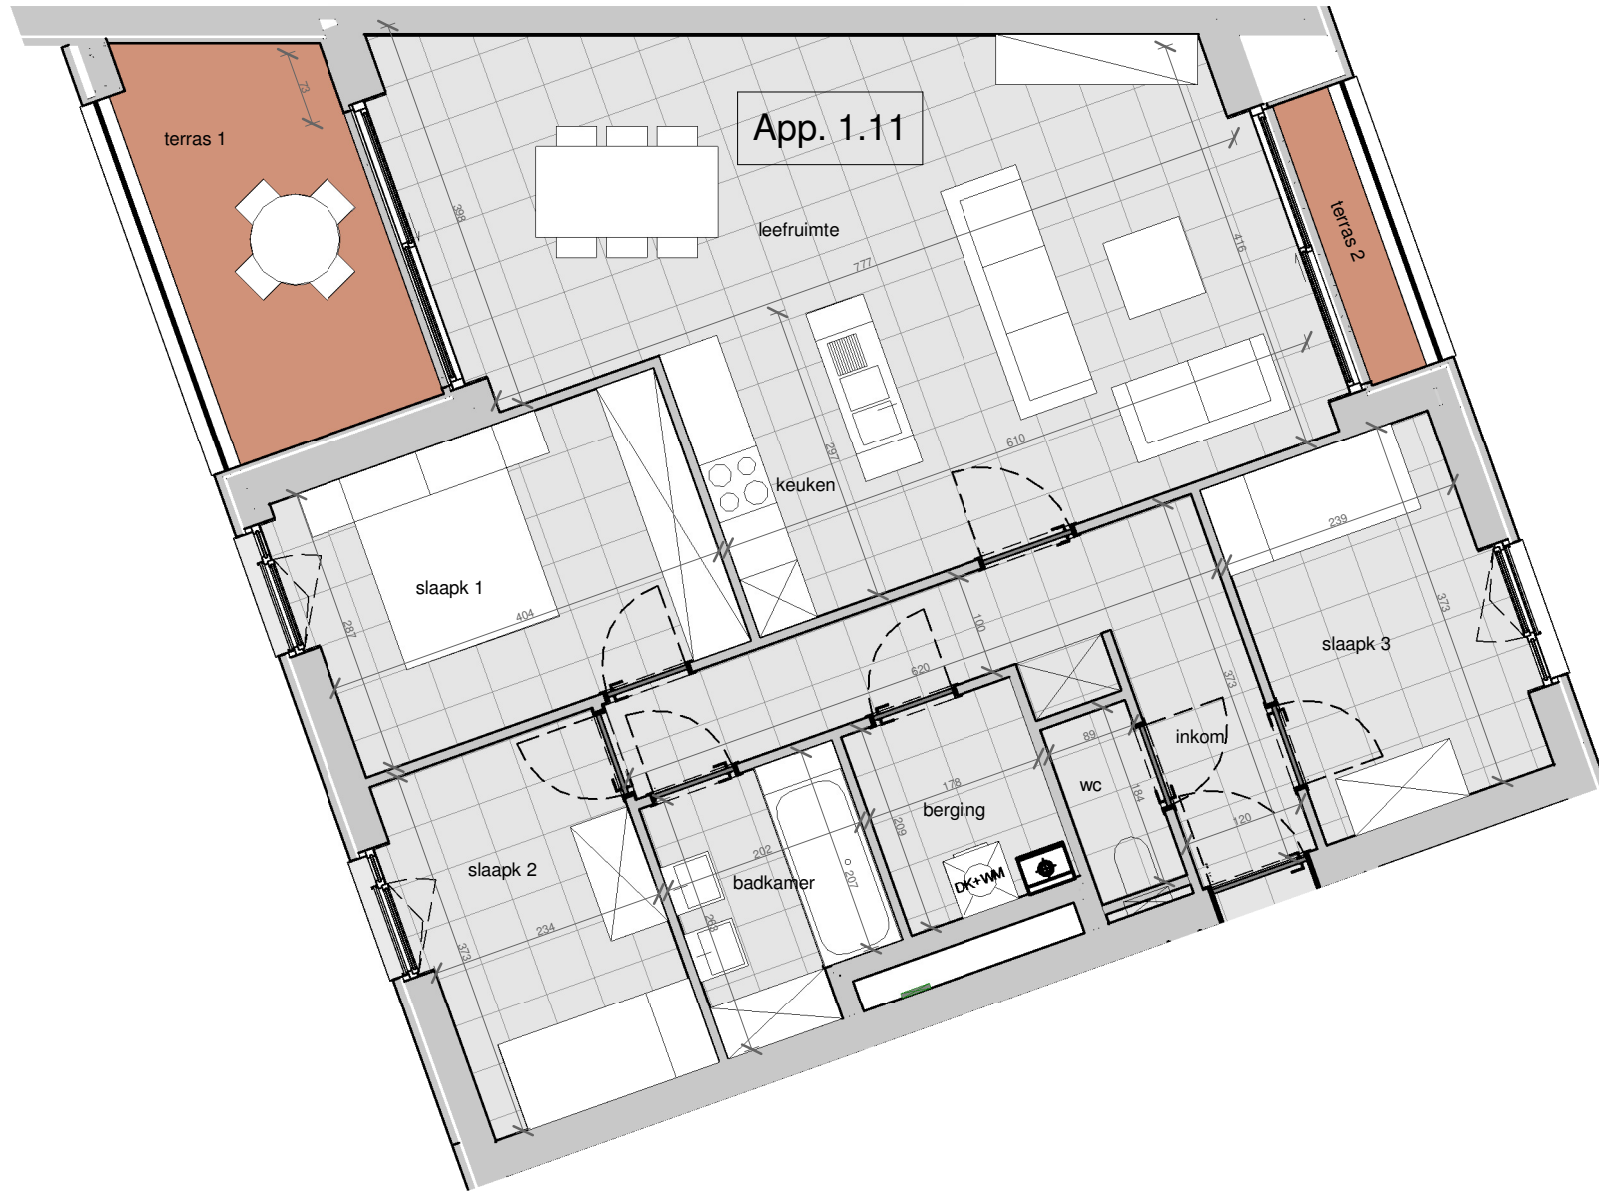 73
terras 1
App. 1.11
398
leefruimte
777
416
terras 2
297
610
keuken
239
slaapk 1
404
287
100
620
373
373
slaapk 3
89
inkom
178
wc
184
berging
209
120
slaapk 2
202
badkamer
207
DK+WM
234
268
373